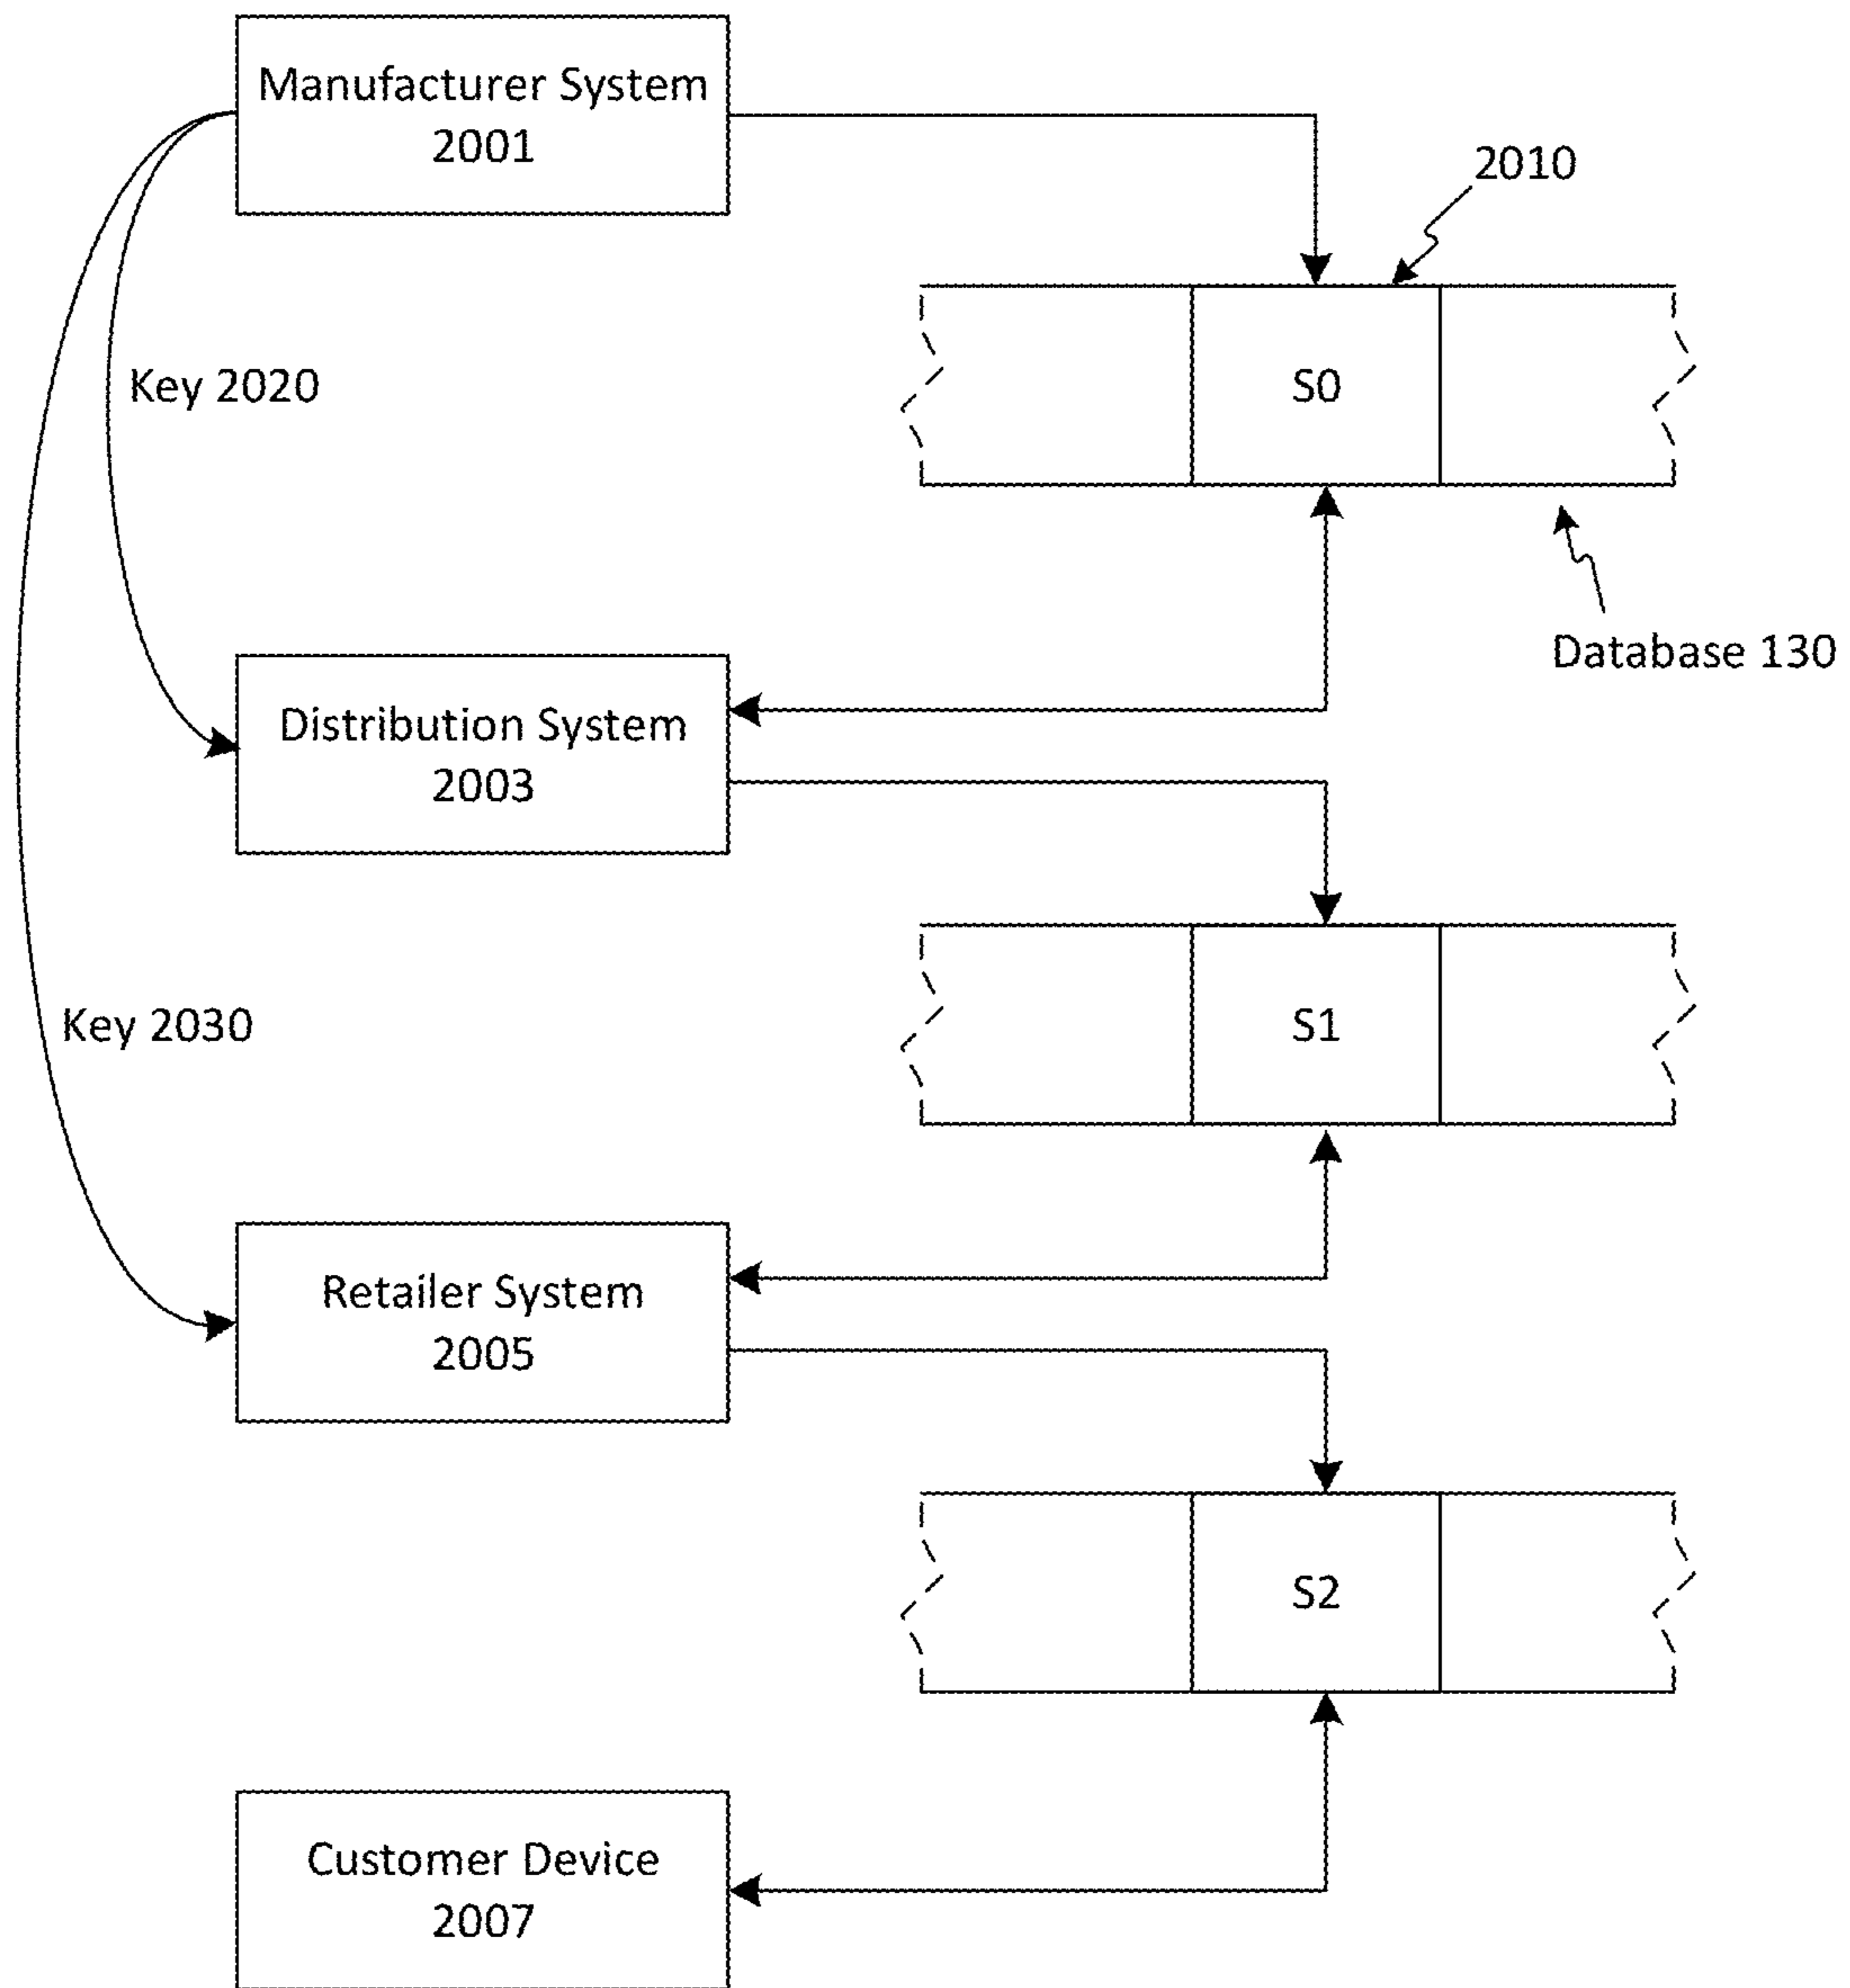 Manufacturer System
2001
2010
S0
Key 2020
Database 130
Distribution System
2003
S1
Key 2030
Retailer System
2005
S2
Customer Device
2007